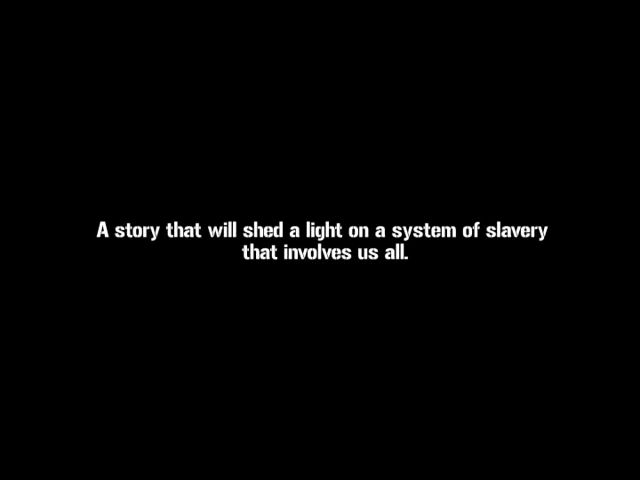 A story that will shed a light on a system of slavery
that involves us all.